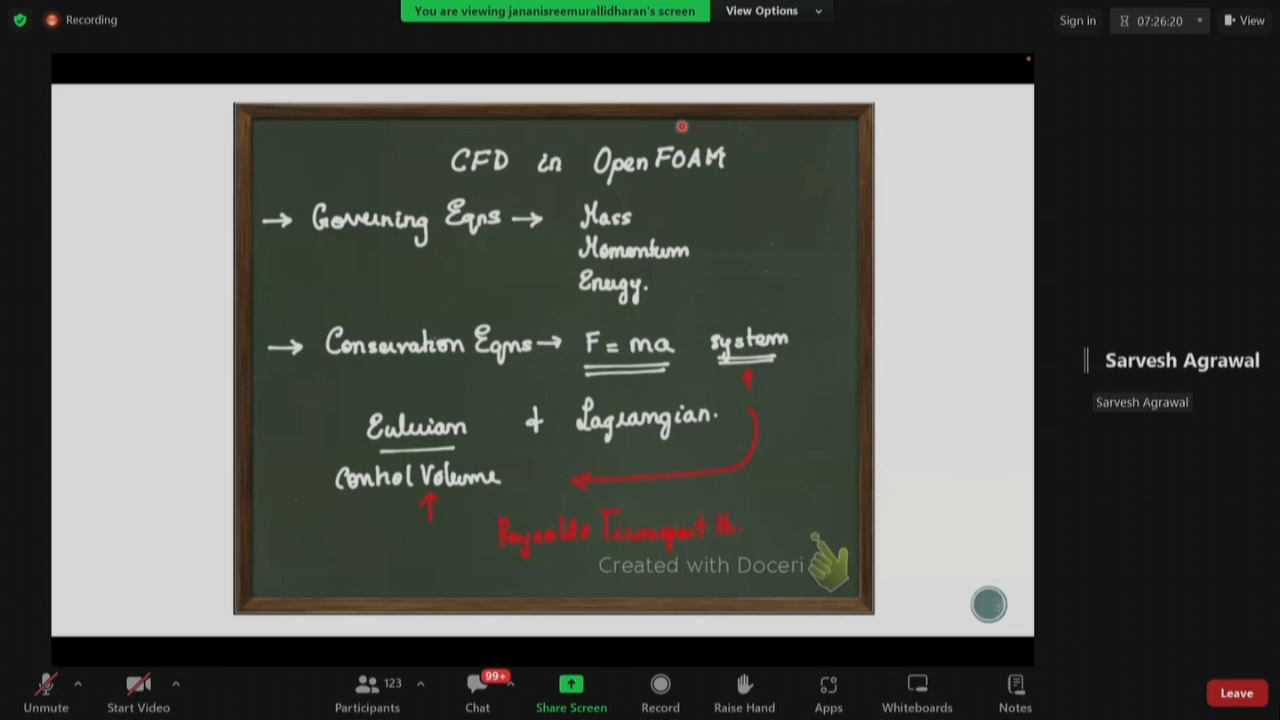 Recording
You are viewing jananisreemurallidharan's screen
View Options
Sign in
07:26:20
View
CFD in OpenFOAM
→ Governing Eqns → Mass
Momentum
Energy.
→ Conservation Eqns → F = ma system
Eulerian + Lagrangian.
Control Volume
Reynolds Transport th.
Created with Doceri
Sarvesh Agrawal
Sarvesh Agrawal
Unmute
Start Video
123
Participants
99+
Chat
Share Screen
Record
Raise Hand
Apps
Whiteboards
Notes
Leave